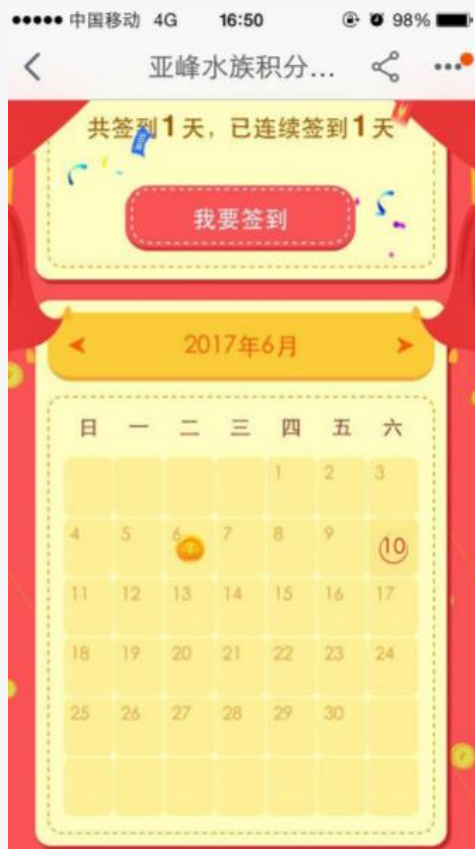 ●●●●● 中国移动 4G 16:50 98%
亚峰水族积分...
共签到1天，已连续签到1天
我要签到
2017年6月
日 一 二 三 四 五 六
1 2 3
4 5 6 7 8 9 10
11 12 13 14 15 16 17
18 19 20 21 22 23 24
25 26 27 28 29 30